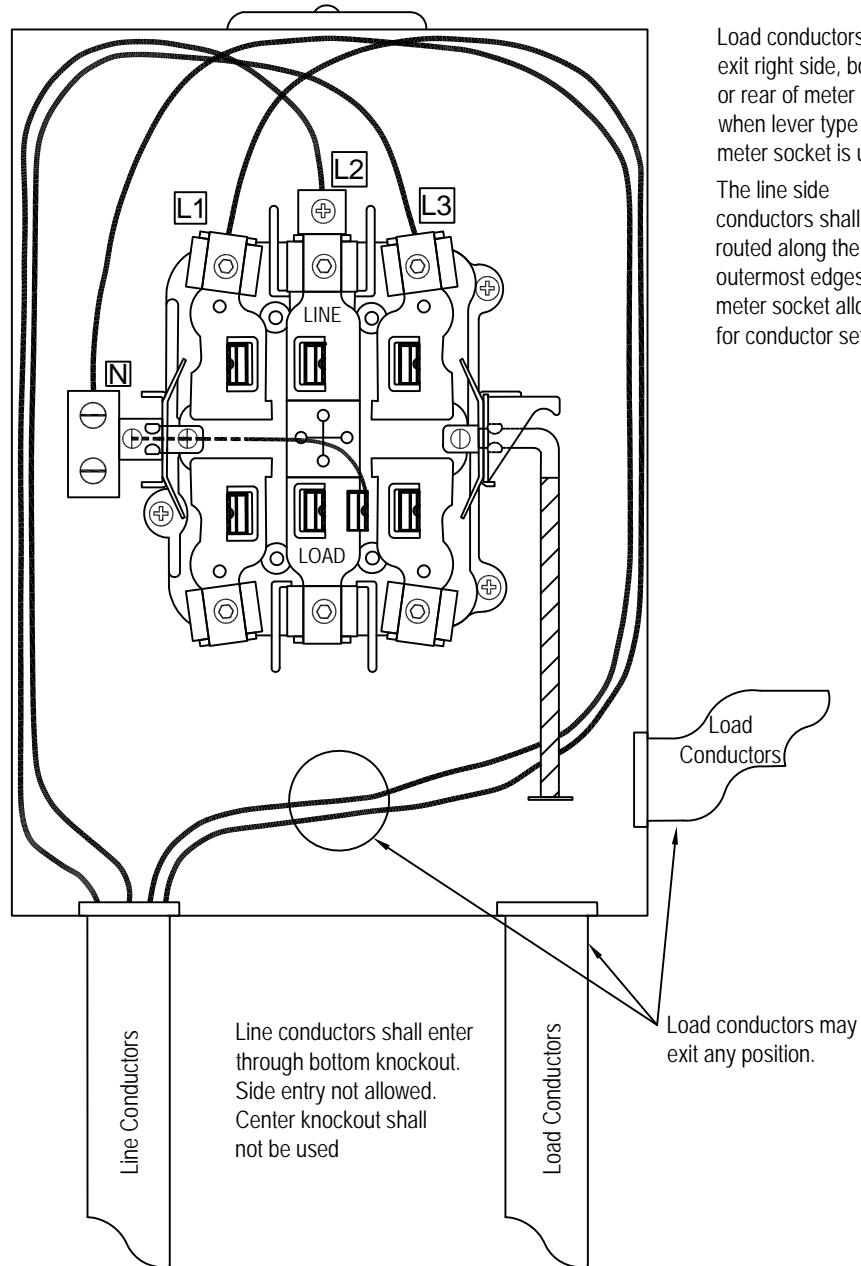 Load conductors
exit right side, bo
or rear of meter
when lever type
meter socket is u
The line side
conductors shall
routed along the
outermost edges
meter socket allo
for conductor se
L1
L2
L3
N
LINE
LOAD
Load
Conductors
Line Conductors
Line conductors shall enter
through bottom knockout.
Side entry not allowed.
Center knockout shall
not be used
Load Conductors
Load conductors may
exit any position.